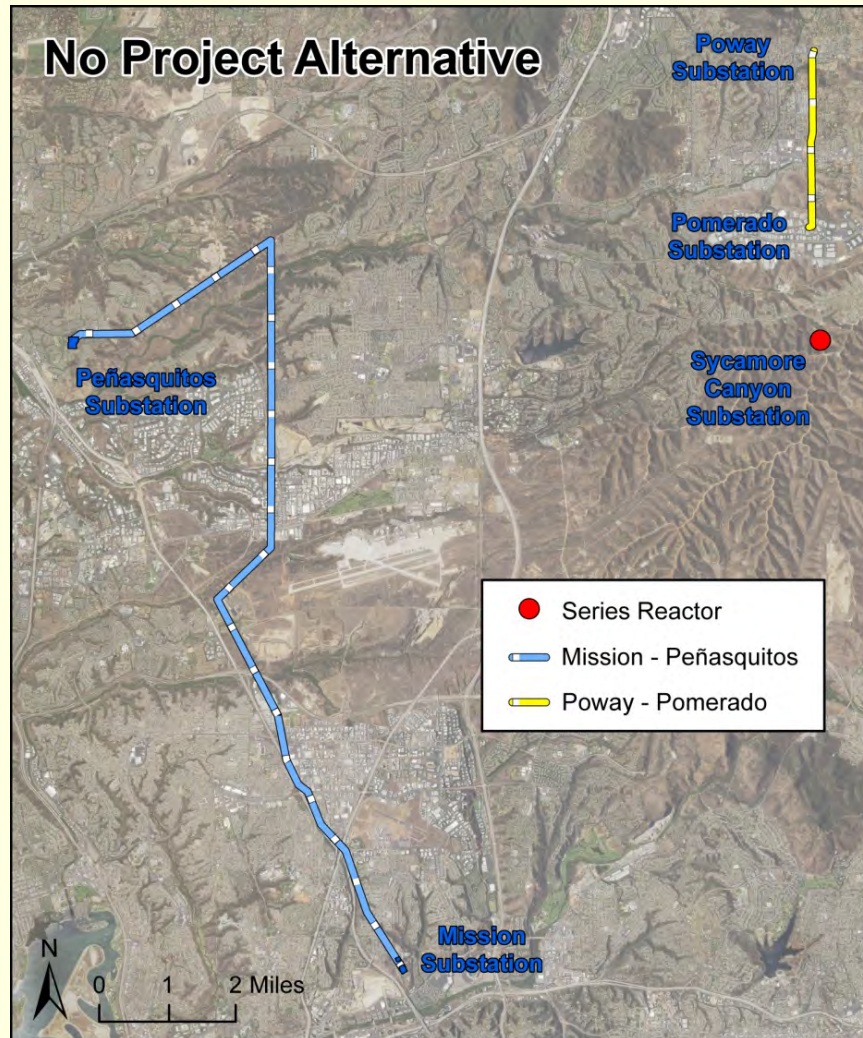 No Project Alternative
Poway
Substation
Pomerado
Substation
Peñasquitos
Substation
Sycamore
Canyon
Substation
Series Reactor
Mission - Peñasquitos
Poway - Pomerado
Mission
Substation
N
0 1 2 Miles